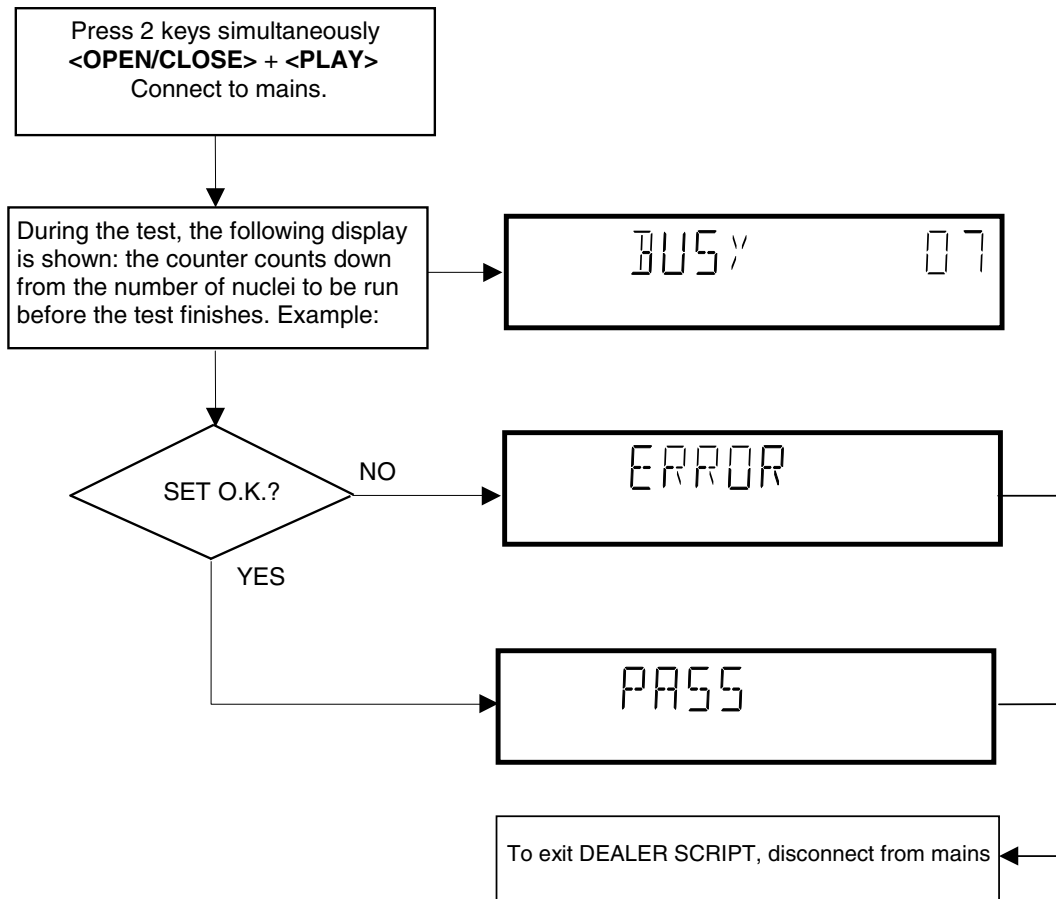 Press 2 keys simultaneously
<OPEN/CLOSE> + <PLAY>
Connect to mains.
During the test, the following display
is shown: the counter counts down
from the number of nuclei to be run
before the test finishes. Example:
BUSY 07
SET O.K.?
NO
ERROR
YES
PASS
To exit DEALER SCRIPT, disconnect from mains